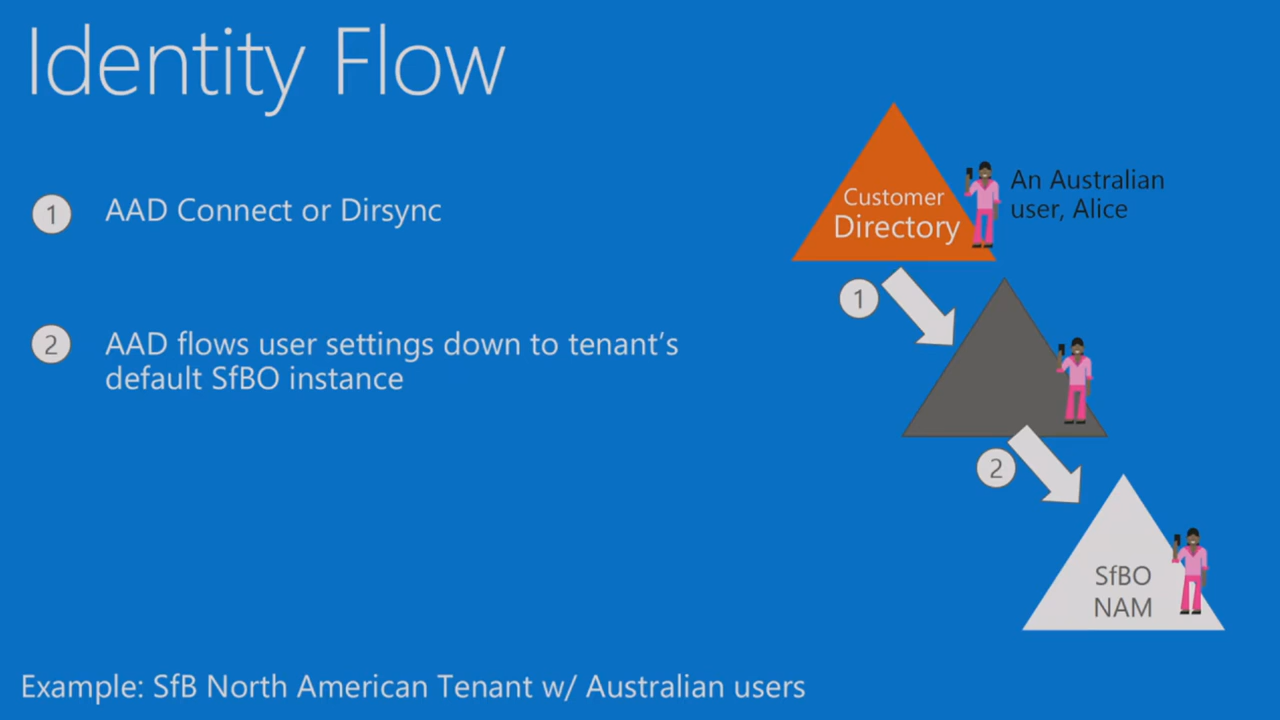 Identity Flow
1 AAD Connect or Dirsync
2 AAD flows user settings down to tenant's
default SfBO instance
Customer
Directory
An Australian
user, Alice
1
2
SfBO
NAM
Example: SfB North American Tenant w/ Australian users